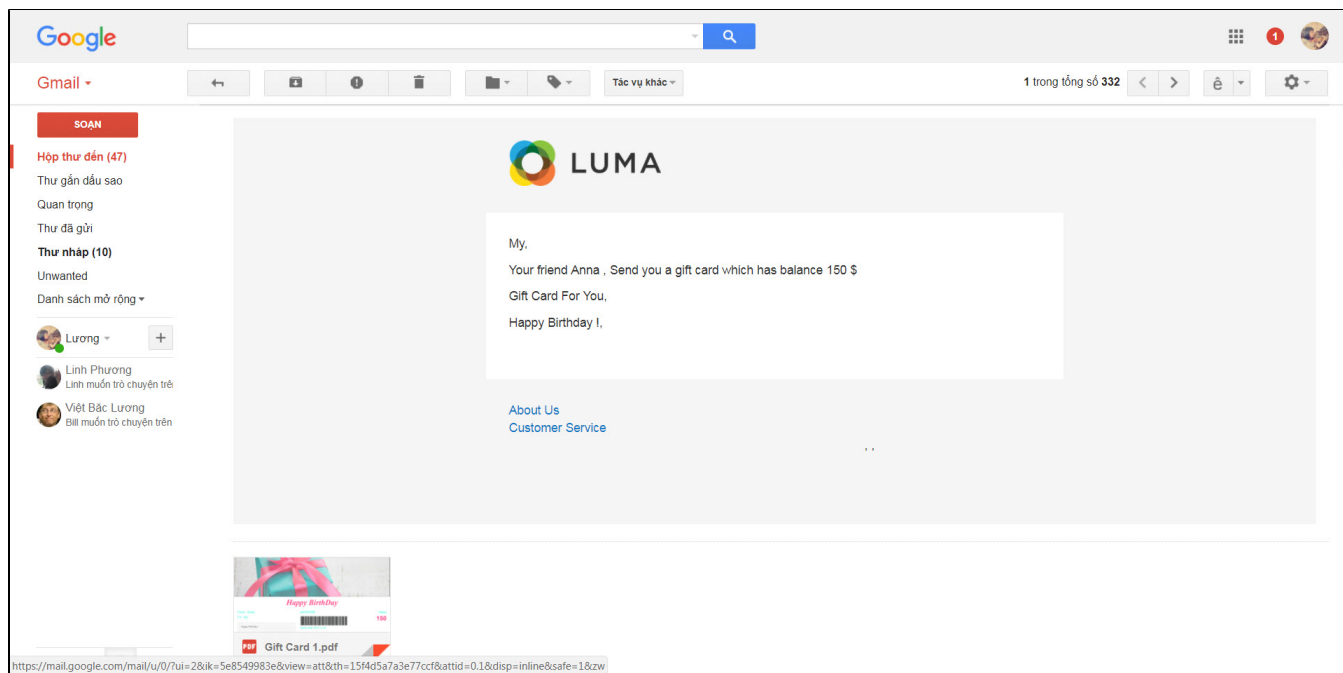 Google
1
Gmail
Tác vụ khác
1 trong tổng số 332
ê
SOẠN
Hộp thư đến (47)
Thư gắn dấu sao
Quan trọng
Thư đã gửi
Thư nháp (10)
Unwanted
Danh sách mở rộng
Lương
Linh Phương
Linh muốn trò chuyện trê
Việt Bắc Lương
Bill muốn trò chuyện trên
LUMA
My,
Your friend Anna , Send you a gift card which has balance 150 $
Gift Card For You,
Happy Birthday !,
About Us
Customer Service
, ,
Happy BirthDay
150
PDF Gift Card 1.pdf
https://mail.google.com/mail/u/0/?ui=2&ik=5e8549983e&view=att&th=15f4d5a7a3e77ccf&attid=0.1&disp=inline&safe=1&zw